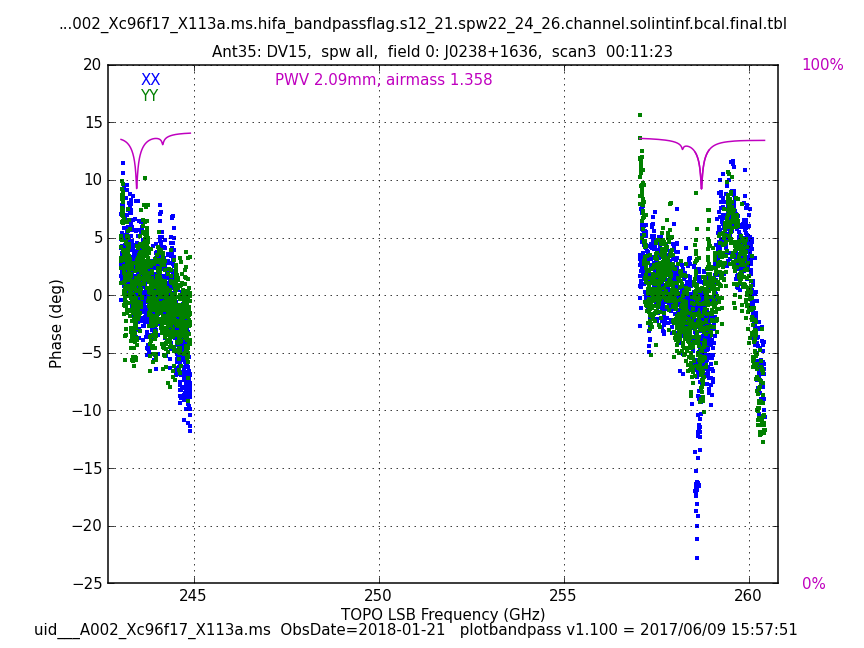 ...002_Xc96f17_X113a.ms.hifa_bandpassflag.s12_21.spw22_24_26.channel.solintinf.bcal.final.tbl
Ant35: DV15,  spw all,  field 0: J0238+1636,  scan3  00:11:23
20
15
10
5
0
−5
−10
−15
−20
−25
XX
YY
PWV 2.09mm, airmass 1.358
100%
0%
Phase (deg)
245
250
255
260
TOPO LSB Frequency (GHz)
uid___A002_Xc96f17_X113a.ms  ObsDate=2018-01-21   plotbandpass v1.100 = 2017/06/09 15:57:51